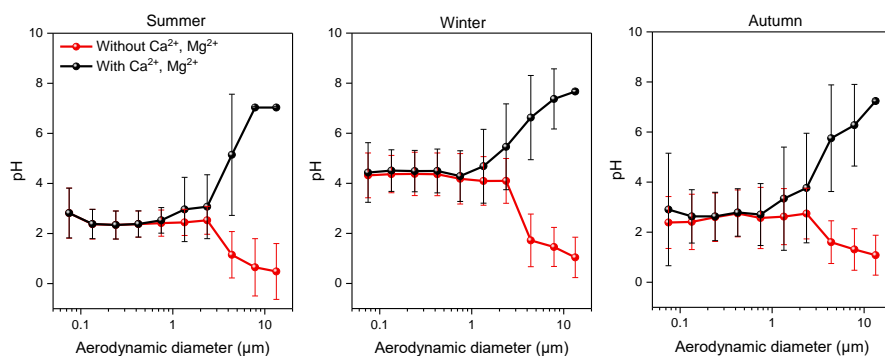 Summer
Winter
Autumn
Without Ca²⁺, Mg²⁺
With Ca²⁺, Mg²⁺
pH
10
8
6
4
2
0
0.1
1
10
Aerodynamic diameter (μm)
pH
10
8
6
4
2
0
0.1
1
10
Aerodynamic diameter (μm)
pH
10
8
6
4
2
0
0.1
1
10
Aerodynamic diameter (μm)